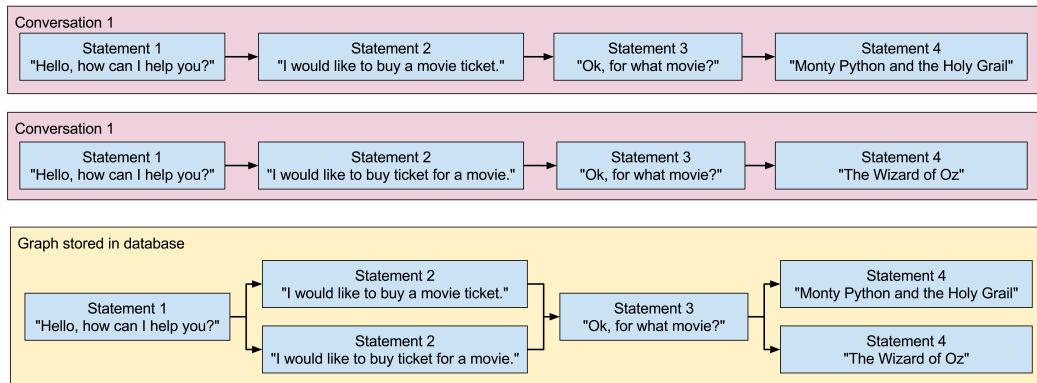 Conversation 1
Statement 1
"Hello, how can I help you?"
Statement 2
"I would like to buy a movie ticket."
Statement 3
"Ok, for what movie?"
Statement 4
"Monty Python and the Holy Grail"
Conversation 1
Statement 1
"Hello, how can I help you?"
Statement 2
"I would like to buy ticket for a movie."
Statement 3
"Ok, for what movie?"
Statement 4
"The Wizard of Oz"
Graph stored in database
Statement 1
"Hello, how can I help you?"
Statement 2
"I would like to buy a movie ticket."
Statement 2
"I would like to buy ticket for a movie."
Statement 3
"Ok, for what movie?"
Statement 4
"Monty Python and the Holy Grail"
Statement 4
"The Wizard of Oz"